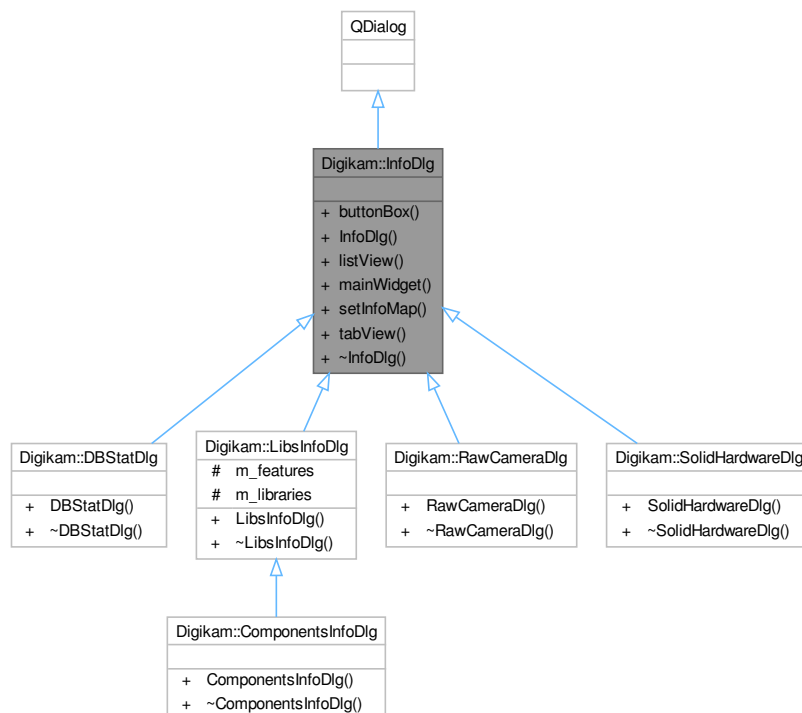 QDialog
Digikam::InfoDlg
+ buttonBox()
+ InfoDlg()
+ listView()
+ mainWidget()
+ setInfoMap()
+ tabView()
+ ~InfoDlg()
Digikam::DBStatDlg
+ DBStatDlg()
+ ~DBStatDlg()
Digikam::LibsInfoDlg
# m_features
# m_libraries
+ LibsInfoDlg()
+ ~LibsInfoDlg()
Digikam::RawCameraDlg
+ RawCameraDlg()
+ ~RawCameraDlg()
Digikam::SolidHardwareDlg
+ SolidHardwareDlg()
+ ~SolidHardwareDlg()
Digikam::ComponentsInfoDlg
+ ComponentsInfoDlg()
+ ~ComponentsInfoDlg()